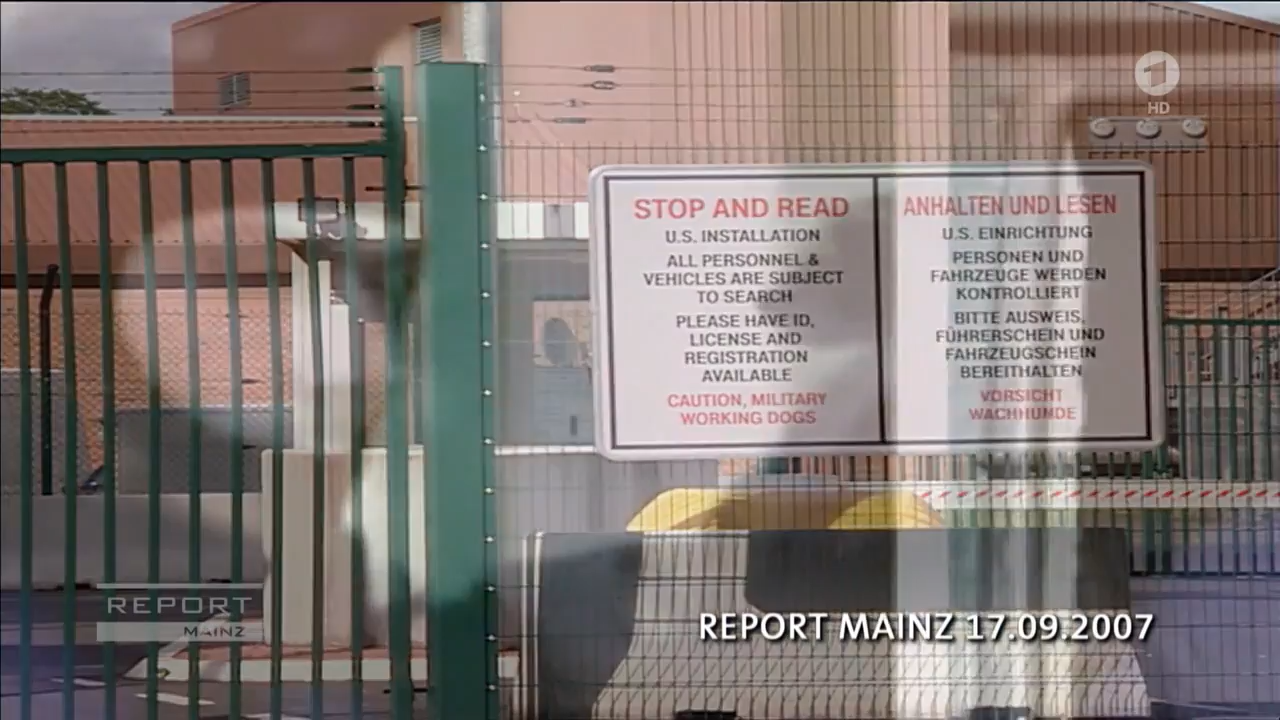 1
HD
STOP AND READ
U.S. INSTALLATION
ALL PERSONNEL &
VEHICLES ARE SUBJECT
TO SEARCH
PLEASE HAVE ID,
LICENSE AND
REGISTRATION
AVAILABLE
CAUTION, MILITARY
WORKING DOGS
ANHALTEN UND LESEN
U.S. EINRICHTUNG
PERSONEN UND
FAHRZEUGE WERDEN
KONTROLLIERT
BITTE AUSWEIS,
FÜHRERSCHEIN UND
FAHRZEUGSCHEIN
BEREITHALTEN
VORSICHT
WACHHUNDE
REPORT
MAINZ
REPORT MAINZ 17.09.2007